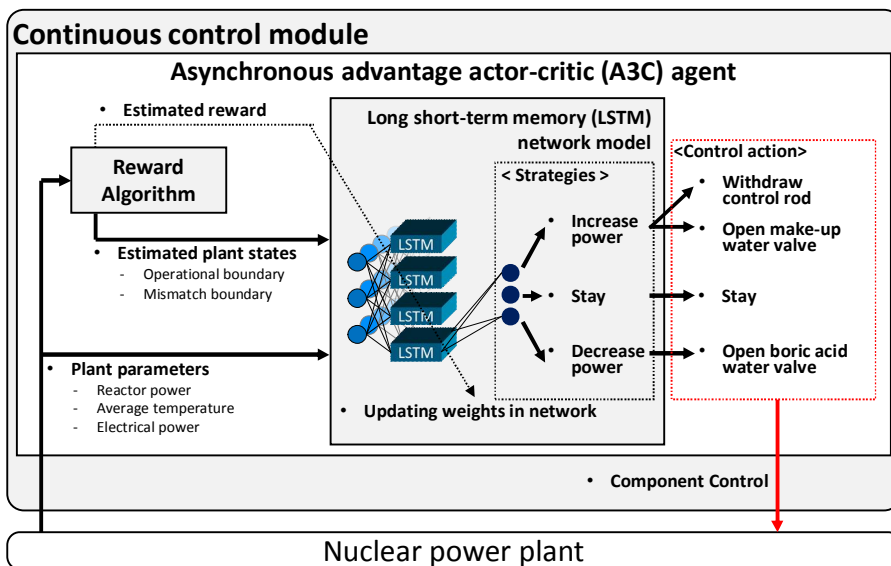 Continuous control module
Asynchronous advantage actor-critic (A3C) agent
• Estimated reward
Reward
Algorithm
• Estimated plant states
- Operational boundary
- Mismatch boundary
• Plant parameters
- Reactor power
- Average temperature
- Electrical power
Long short-term memory (LSTM)
network model
LSTM
LSTM
LSTM
LSTM
• Updating weights in network
< Strategies >
• Increase
power
• Stay
• Decrease
power
<Control action>
• Withdraw
control rod
• Open make-up
water valve
• Stay
• Open boric acid
water valve
• Component Control
Nuclear power plant